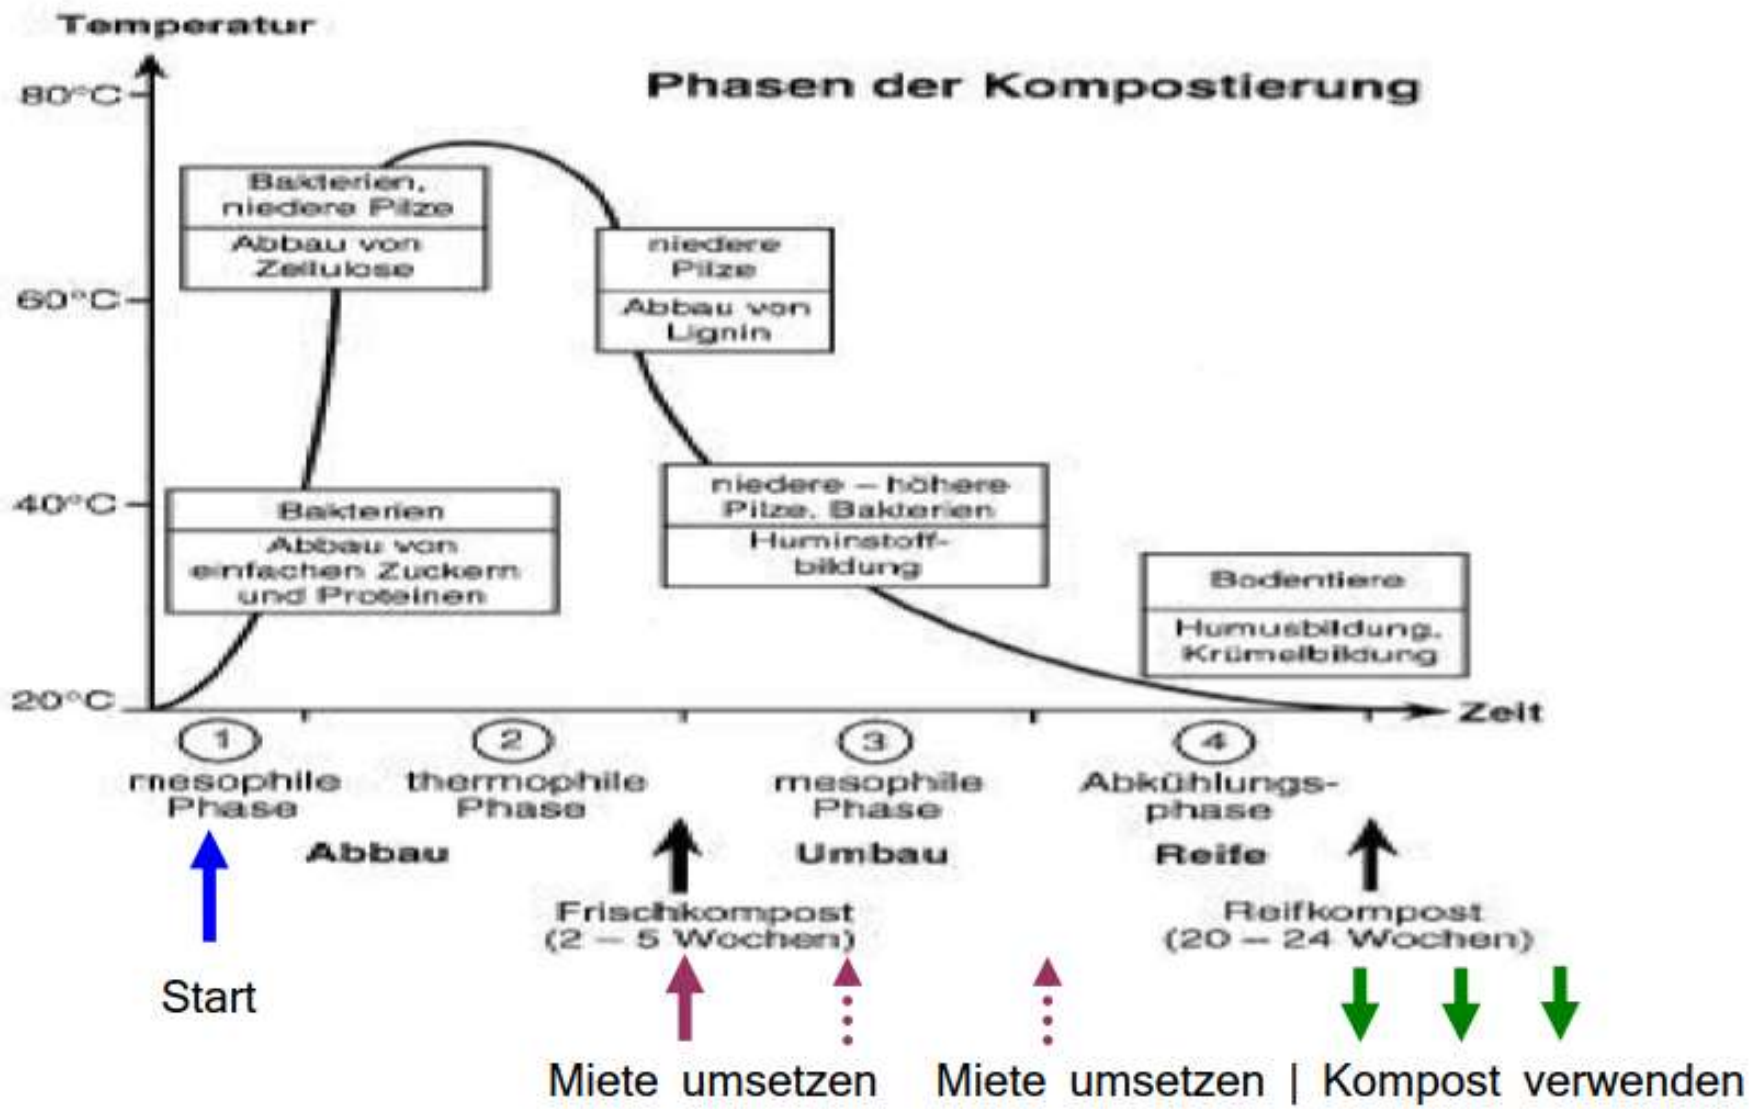 Temperatur
Phasen der Kompostierung
80°C
60°C
40°C
20°C
Bakterien,
niedere Pilze
Abbau von
Zellulose
niedere
Pilze
Abbau von
Lignin
Bakterien
Abbau von
einfachen Zuckern
und Proteinen
niedere – höhere
Pilze, Bakterien
Huminstoff-
bildung
Bodentiere
Humusbildung,
Krümelbildung
Zeit
1
mesophile
Phase
2
thermophile
Phase
3
mesophile
Phase
4
Abkühlungs-
phase
Abbau
Umbau
Reife
Frischkompost
(2 – 5 Wochen)
Reifkompost
(20 – 24 Wochen)
Start
Miete umsetzen
Miete umsetzen | Kompost verwenden